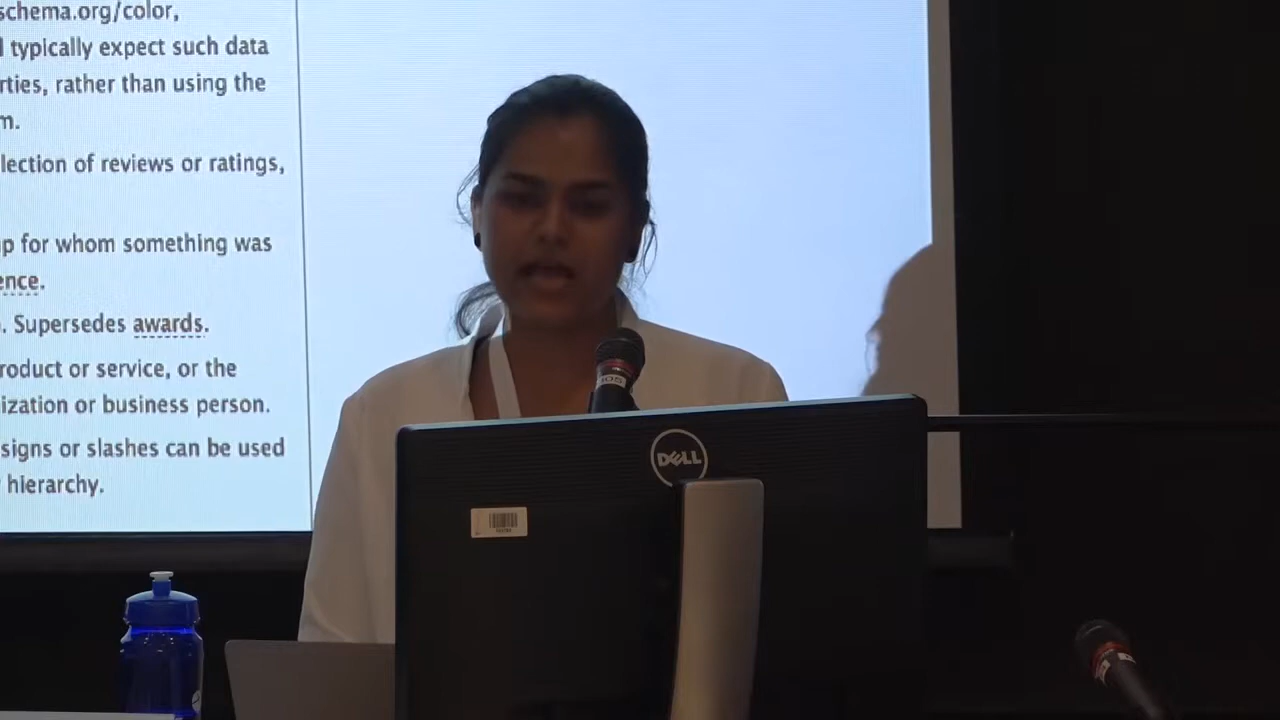 schema.org/color,
typically expect such data
rties, rather than using the
m.
lection of reviews or ratings,
p for whom something was
ence.
. Supersedes awards.
roduct or service, or the
ization or business person.
signs or slashes can be used
hierarchy.
105
DELL